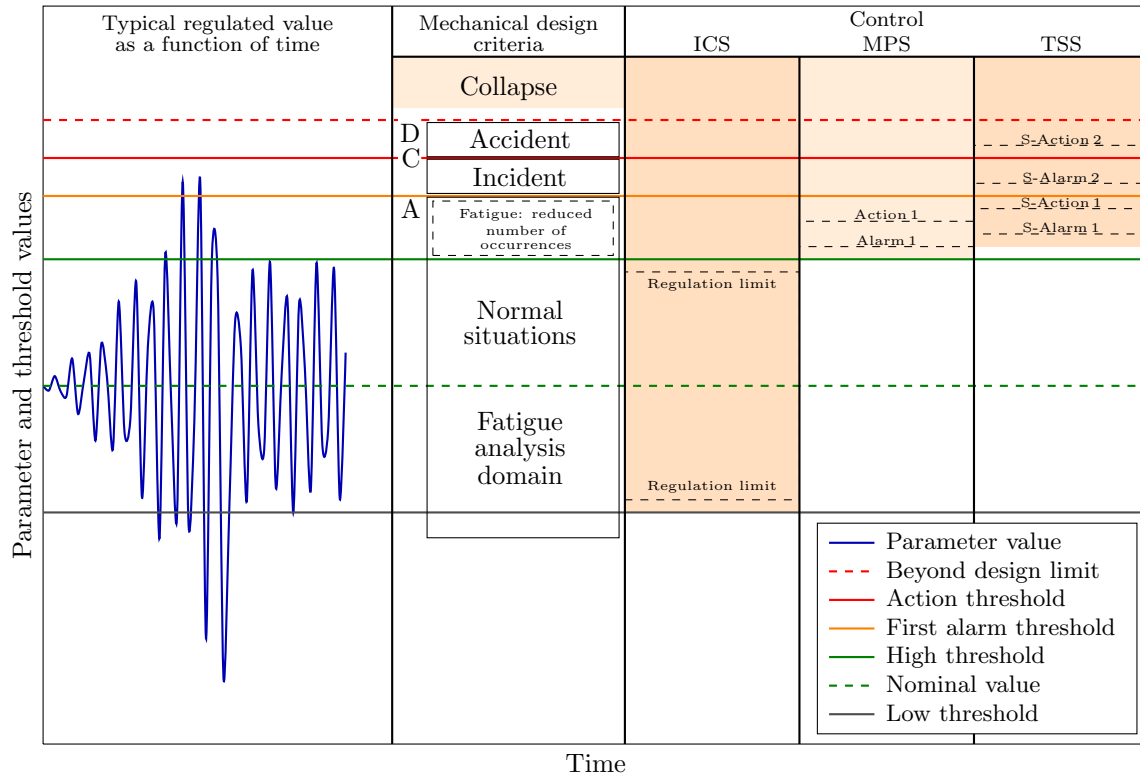 Typical regulated value
as a function of time
Mechanical design
criteria
Control
ICS
MPS
TSS
Collapse
D
Accident
C
Incident
A
Fatigue: reduced
number of
occurrences
Normal
situations
Fatigue
analysis
domain
Regulation limit
Regulation limit
Action 1
Alarm 1
S-Action 2
S-Alarm 2
S-Action 1
S-Alarm 1
Parameter and threshold values
Parameter value
Beyond design limit
Action threshold
First alarm threshold
High threshold
Nominal value
Low threshold
Time